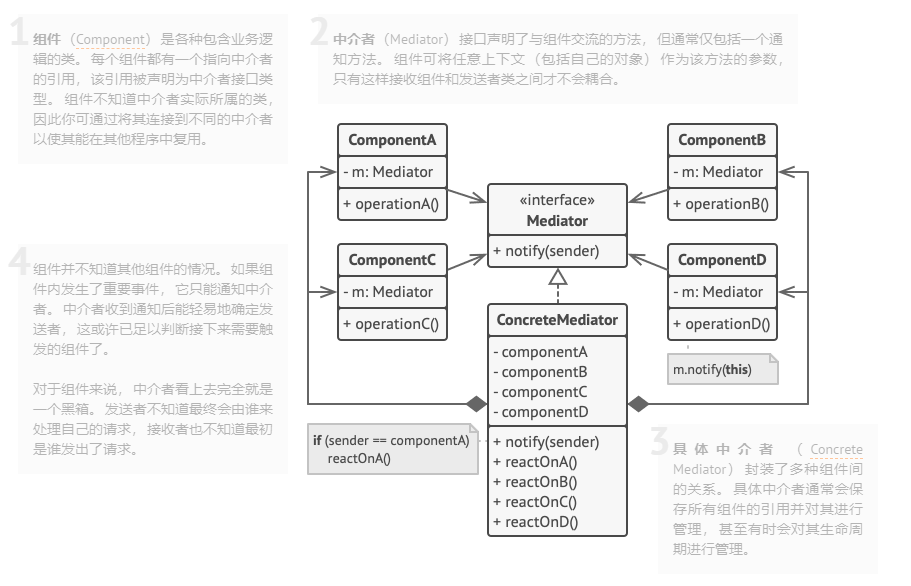 1
组件（Component）是各种包含业务逻
辑的类。 每个组件都有一个指向中介者
的引用，该引用被声明为中介者接口类
型。 组件不知道中介者实际所属的类，
因此你可通过将其连接到不同的中介者
以使其能在其他程序中复用。
2
中介者（Mediator）接口声明了与组件交流的方法， 但通常仅包括一个通
知方法。 组件可将任意上下文（包括自己的对象）作为该方法的参数，
只有这样接收组件和发送者类之间才不会耦合。
ComponentA
- m: Mediator
+ operationA()
ComponentB
- m: Mediator
+ operationB()
«interface»
Mediator
+ notify(sender)
4
组件并不知道其他组件的情况。 如果组
件内发生了重要事件， 它只能通知中介
者。 中介者收到通知后能轻易地确定发
送者， 这或许已足以判断接下来需要触
发的组件了。
对于组件来说， 中介者看上去完全就是
一个黑箱。 发送者不知道最终会由谁来
处理自己的请求， 接收者也不知道最初
是谁发出了请求。
ComponentC
- m: Mediator
+ operationC()
ComponentD
- m: Mediator
+ operationD()
m.notify(this)
ConcreteMediator
- componentA
- componentB
- componentC
- componentD
+ notify(sender)
+ reactOnA()
+ reactOnB()
+ reactOnC()
+ reactOnD()
if (sender == componentA)
reactOnA()
3
具体中介者（Concrete
Mediator）封装了多种组件间
的关系。 具体中介者通常会保
存所有组件的引用并对其进行
管理， 甚至有时会对其生命周
期进行管理。